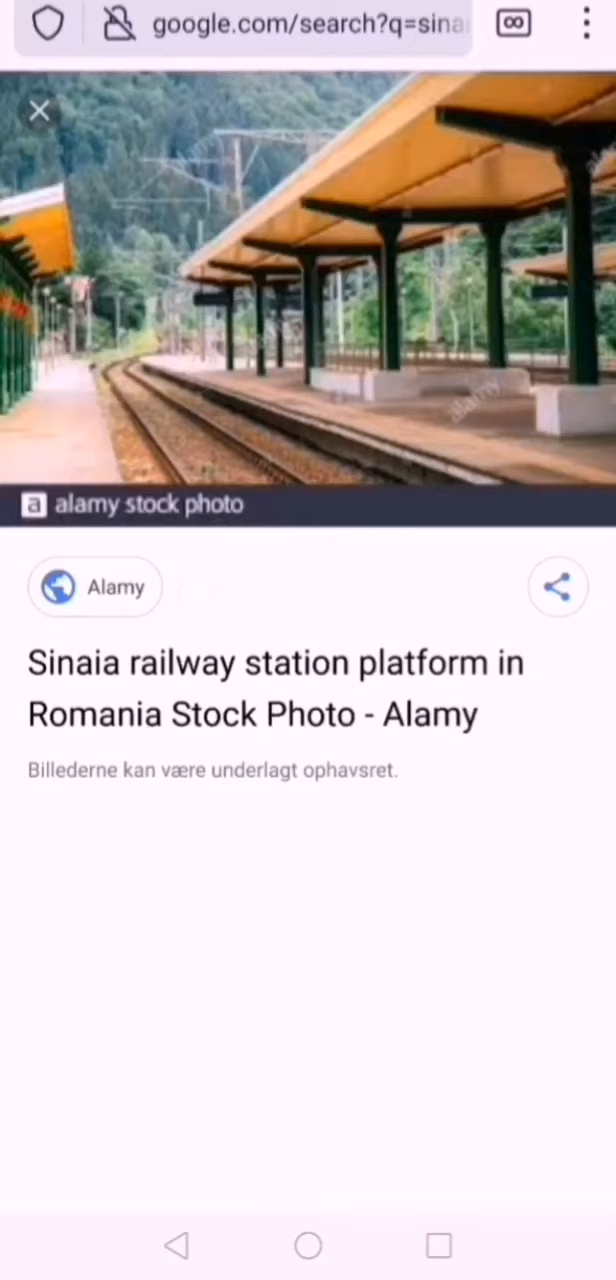 google.com/search?q=sina
alamy
a alamy stock photo
Alamy
Sinaia railway station platform in
Romania Stock Photo - Alamy
Billederne kan være underlagt ophavsret.